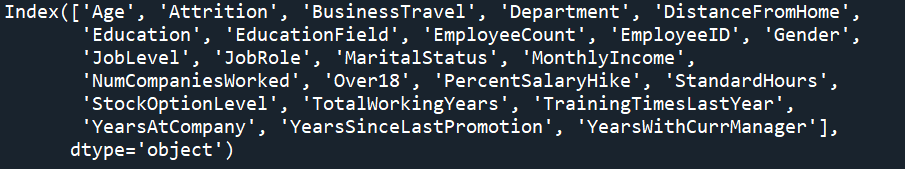 Index(['Age', 'Attrition', 'BusinessTravel', 'Department', 'DistanceFromHome',
'Education', 'EducationField', 'EmployeeCount', 'EmployeeID', 'Gender',
'JobLevel', 'JobRole', 'MaritalStatus', 'MonthlyIncome',
'NumCompaniesWorked', 'Over18', 'PercentSalaryHike', 'StandardHours',
'StockOptionLevel', 'TotalWorkingYears', 'TrainingTimesLastYear',
'YearsAtCompany', 'YearsSinceLastPromotion', 'YearsWithCurrManager'],
dtype='object')